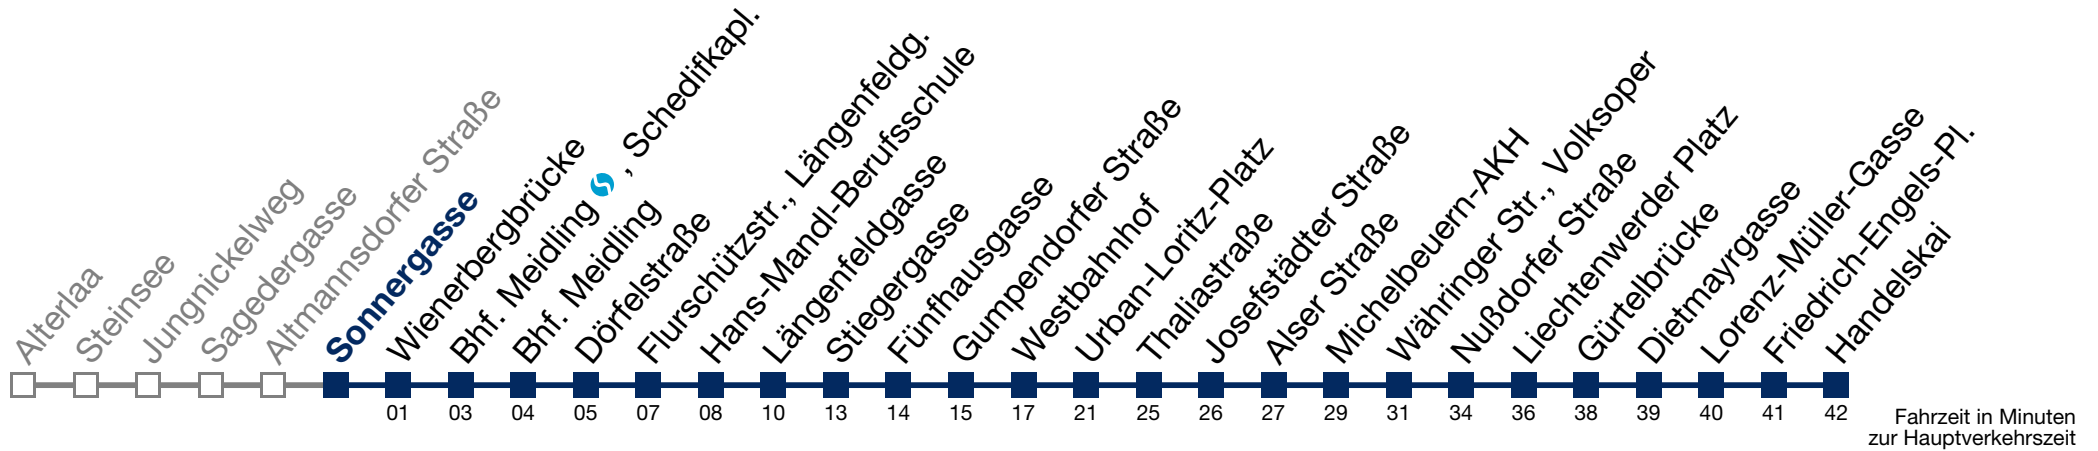 Alterlaa
Steinsee
Jungnickelweg
Sagedergasse
Altmannsdorfer Straße
Sonnergasse
Wienerbergbrücke
Bhf. Meidling , Schedifkapl.
Bhf. Meidling
Dörfelstraße
Flurschützstr., Längenfeldg.
Hans-Mandl-Berufsschule
Längenfeldgasse
Stiegergasse
Fünfhausgasse
Gumpendorfer Straße
Westbahnhof
Urban-Loritz-Platz
Thaliastraße
Josefstädter Straße
Alser Straße
Michelbeuern-AKH
Währinger Str., Volksoper
Nußdorfer Straße
Liechtenwerder Platz
Gürtelbrücke
Dietmayrgasse
Lorenz-Müller-Gasse
Friedrich-Engels-Pl.
Handelskai
01 03 04 05 07 08 10 13 14 15 17 21 25 26 27 29 31 34 36 38 39 40 41 42
Fahrzeit in Minuten
zur Hauptverkehrszeit